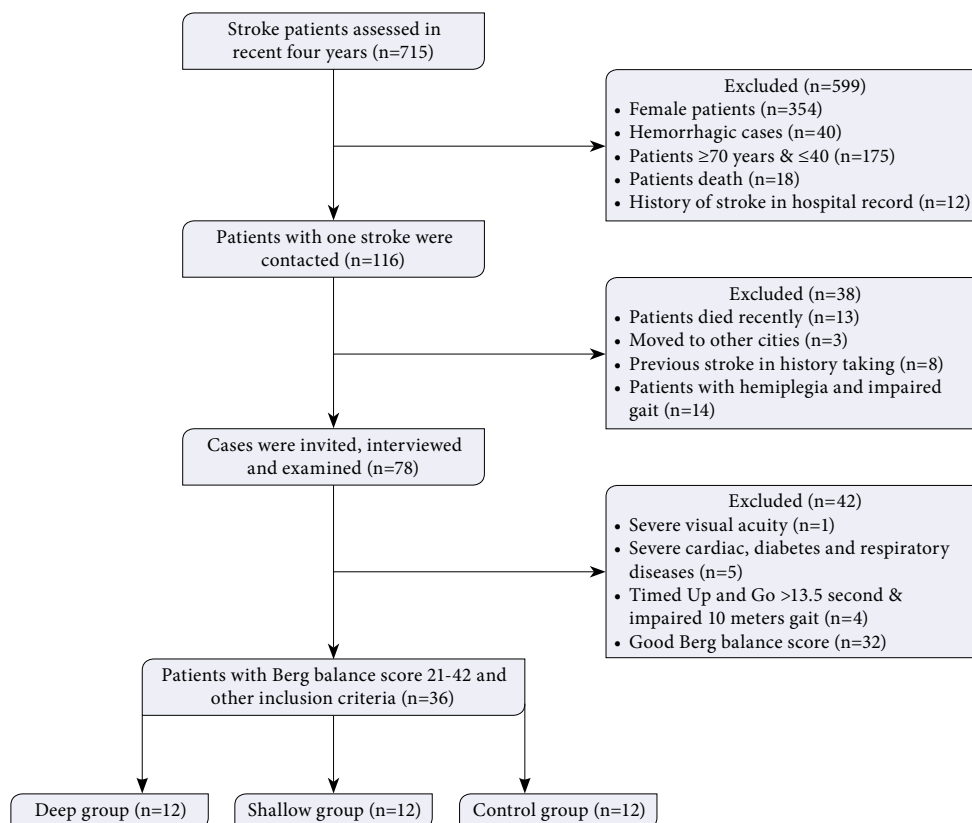 Stroke patients assessed in
recent four years (n=715)
Excluded (n=599)
• Female patients (n=354)
• Hemorrhagic cases (n=40)
• Patients ≥70 years & ≤40 (n=175)
• Patients death (n=18)
• History of stroke in hospital record (n=12)
Patients with one stroke were
contacted (n=116)
Excluded (n=38)
• Patients died recently (n=13)
• Moved to other cities (n=3)
• Previous stroke in history taking (n=8)
• Patients with hemiplegia and impaired
gait (n=14)
Cases were invited, interviewed
and examined (n=78)
Excluded (n=42)
• Severe visual acuity (n=1)
• Severe cardiac, diabetes and respiratory
diseases (n=5)
• Timed Up and Go >13.5 second &
impaired 10 meters gait (n=4)
• Good Berg balance score (n=32)
Patients with Berg balance score 21-42 and
other inclusion criteria (n=36)
Deep group (n=12)
Shallow group (n=12)
Control group (n=12)